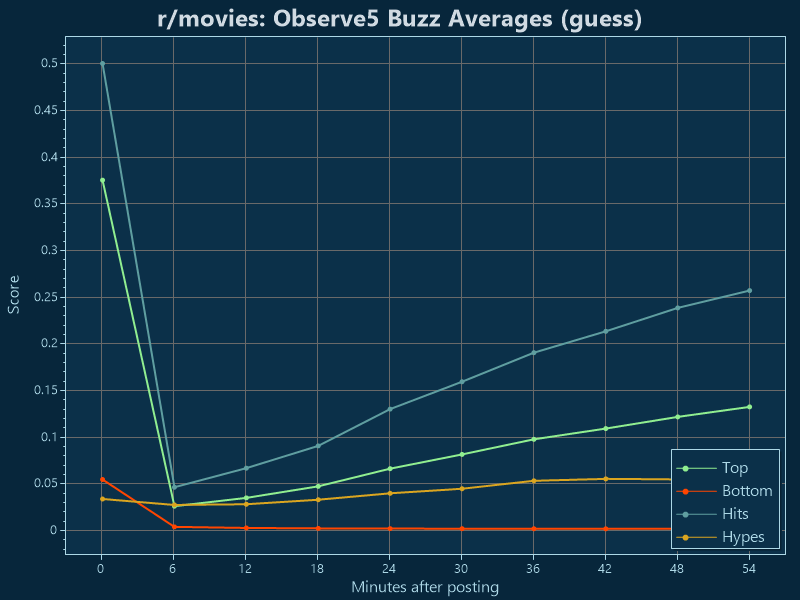 r/movies: Observe5 Buzz Averages (guess)
Score
0.5
0.45
0.4
0.35
0.3
0.25
0.2
0.15
0.1
0.05
0
Top
Bottom
Hits
Hypes
0 6 12 18 24 30 36 42 48 54
Minutes after posting